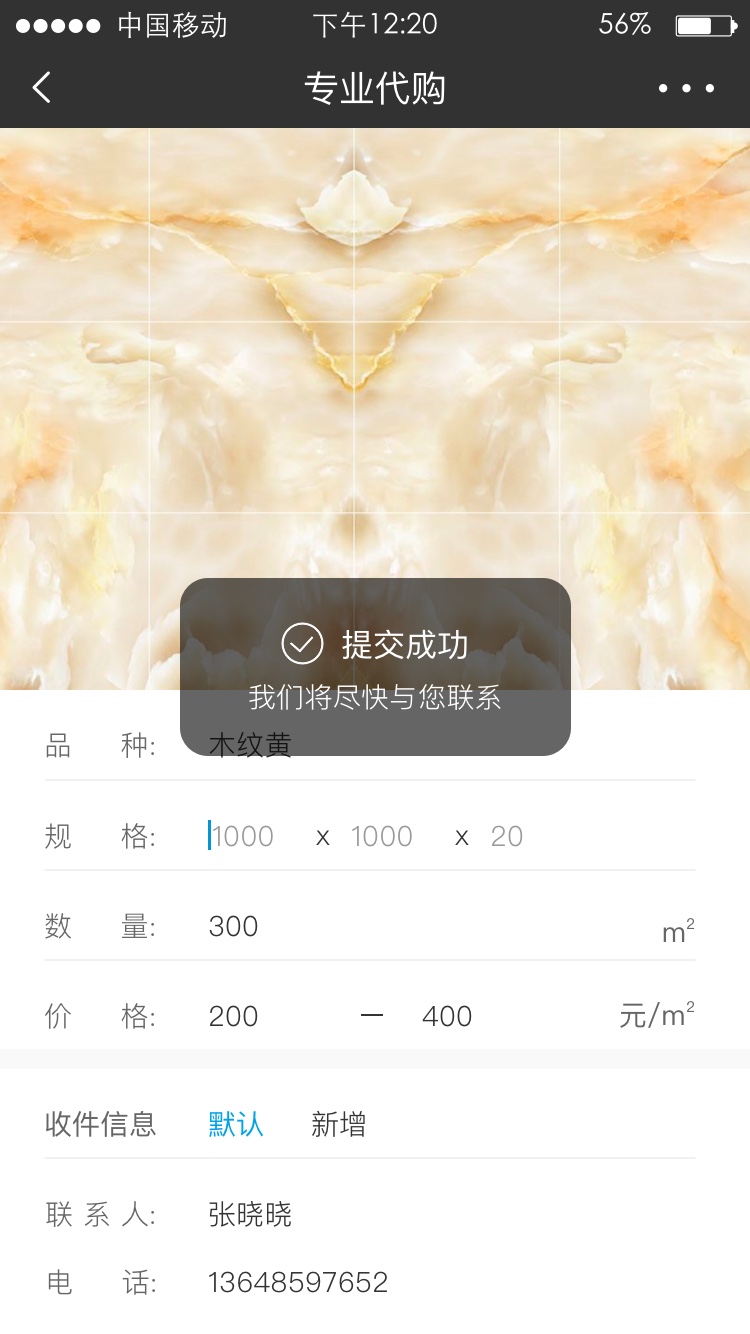 中国移动 下午12:20 56%
专业代购
提交成功
我们将尽快与您联系
品 种: 木纹黄
规 格: 1000 x 1000 x 20
数 量: 300 m²
价 格: 200 — 400 元/m²
收件信息 默认 新增
联系人: 张晓晓
电 话: 13648597652